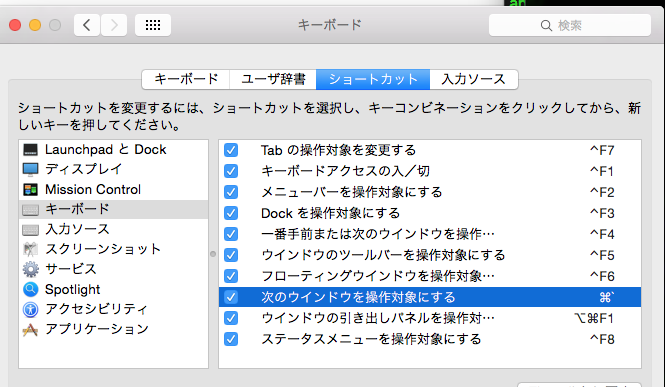 キーボード
検索
キーボード ユーザ辞書 ショートカット 入力ソース
ショートカットを変更するには、ショートカットを選択し、キーコンビネーションをクリックしてから、新
しいキーを押してください。
Launchpad と Dock
ディスプレイ
Mission Control
キーボード
入力ソース
スクリーンショット
サービス
Spotlight
アクセシビリティ
アプリケーション
Tab の操作対象を変更する ^F7
キーボードアクセスの入／切 ^F1
メニューバーを操作対象にする ^F2
Dock を操作対象にする ^F3
一番手前または次のウインドウを操作… ^F4
ウインドウのツールバーを操作対象にする ^F5
フローティングウインドウを操作対象… ^F6
次のウインドウを操作対象にする ⌘`
ウインドウの引き出しパネルを操作対… ⌥⌘F1
ステータスメニューを操作対象にする ^F8